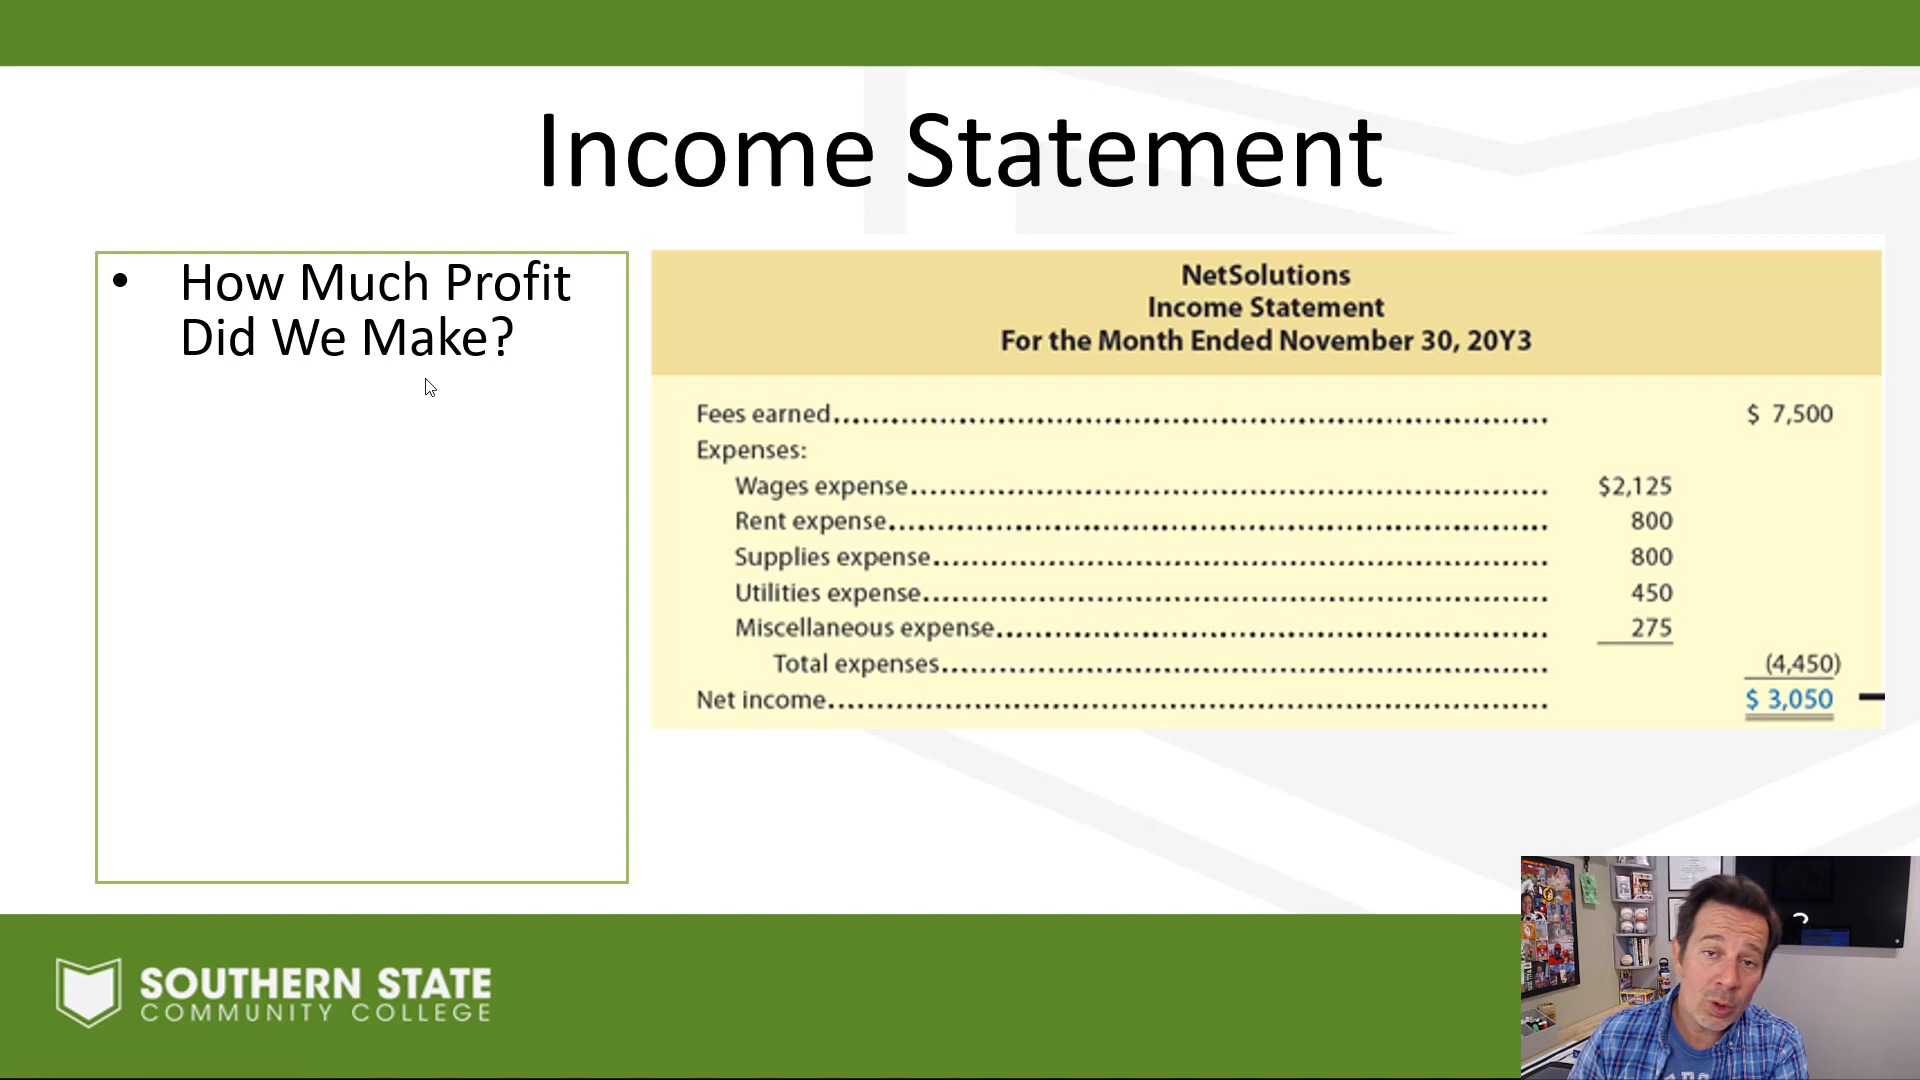 Income Statement
• How Much Profit
Did We Make?
NetSolutions
Income Statement
For the Month Ended November 30, 20Y3
Fees earned $ 7,500
Expenses:
Wages expense $2,125
Rent expense 800
Supplies expense 800
Utilities expense 450
Miscellaneous expense 275
Total expenses (4,450)
Net income $ 3,050
SOUTHERN STATE
COMMUNITY COLLEGE